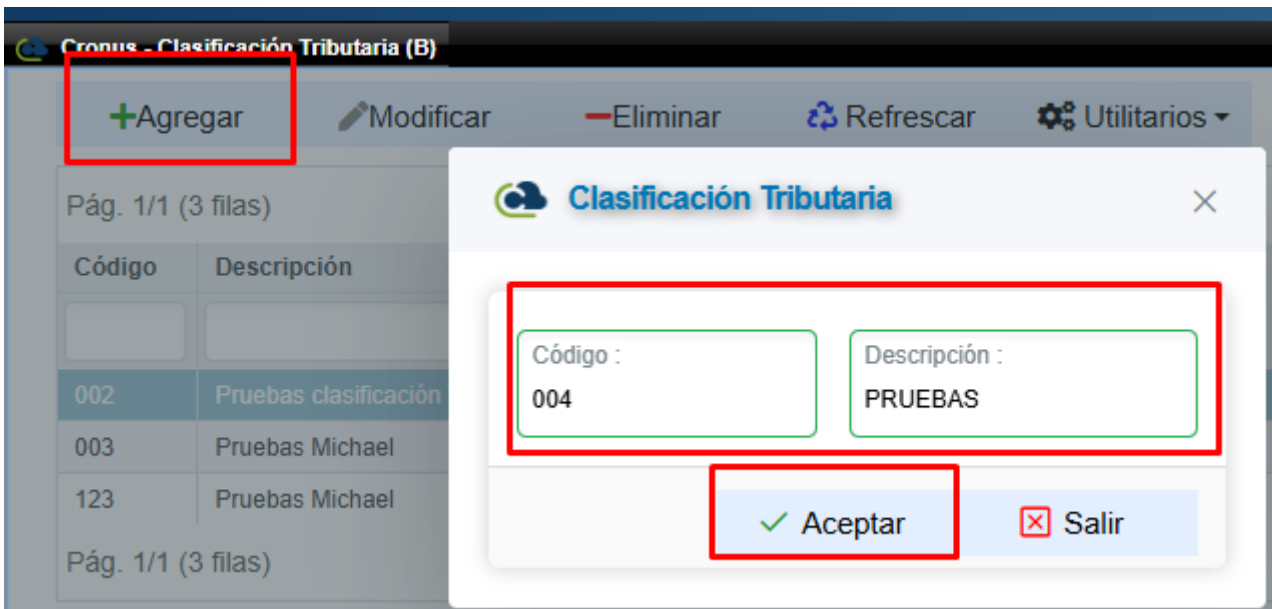 Cronus - Clasificación Tributaria (B)
Agregar Modificar Eliminar Refrescar Utilitarios
Pág. 1/1 (3 filas)
Clasificación Tributaria
Código Descripción
Código : Descripción :
004 PRUEBAS
002 Pruebas clasificación
003 Pruebas Michael
123 Pruebas Michael
Aceptar Salir
Pág. 1/1 (3 filas)